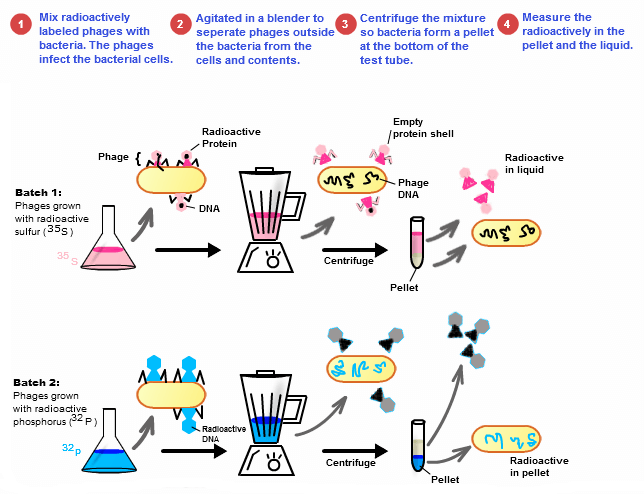 1 Mix radioactively
labeled phages with
bacteria. The phages
infect the bacterial cells.
2 Agitated in a blender to
seperate phages outside
the bacteria from the
cells and contents.
3 Centrifuge the mixture
so bacteria form a pellet
at the bottom of the
test tube.
4 Measure the
radioactively in the
pellet and the liquid.
Phage {
Radioactive
Protein
DNA
Empty
protein shell
Phage
DNA
Radioactive
in liquid
Batch 1:
Phages grown
with radioactive
sulfur (35S)
35 S
Centrifuge
Pellet
Batch 2:
Phages grown
with radioactive
phosphorus (32 P)
32P
Radioactive
DNA
Centrifuge
Pellet
Radioactive
in pellet